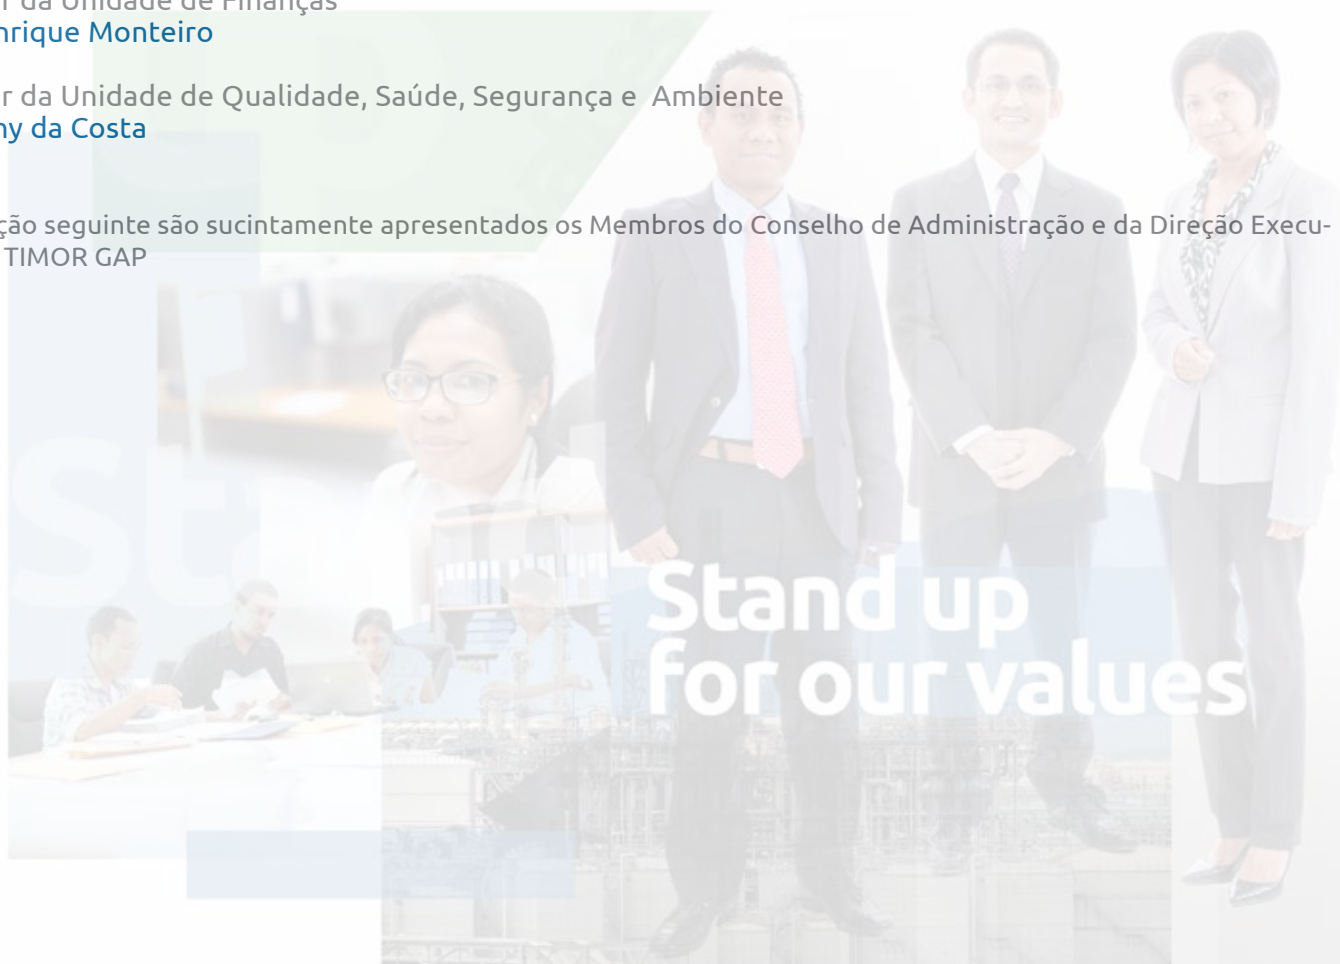 r da Unidade de Finanças
nrique Monteiro
r da Unidade de Qualidade, Saúde, Segurança e Ambiente
ny da Costa
ção seguinte são sucintamente apresentados os Membros do Conselho de Administração e da Direção Execu-
TIMOR GAP
Stand up
for our values